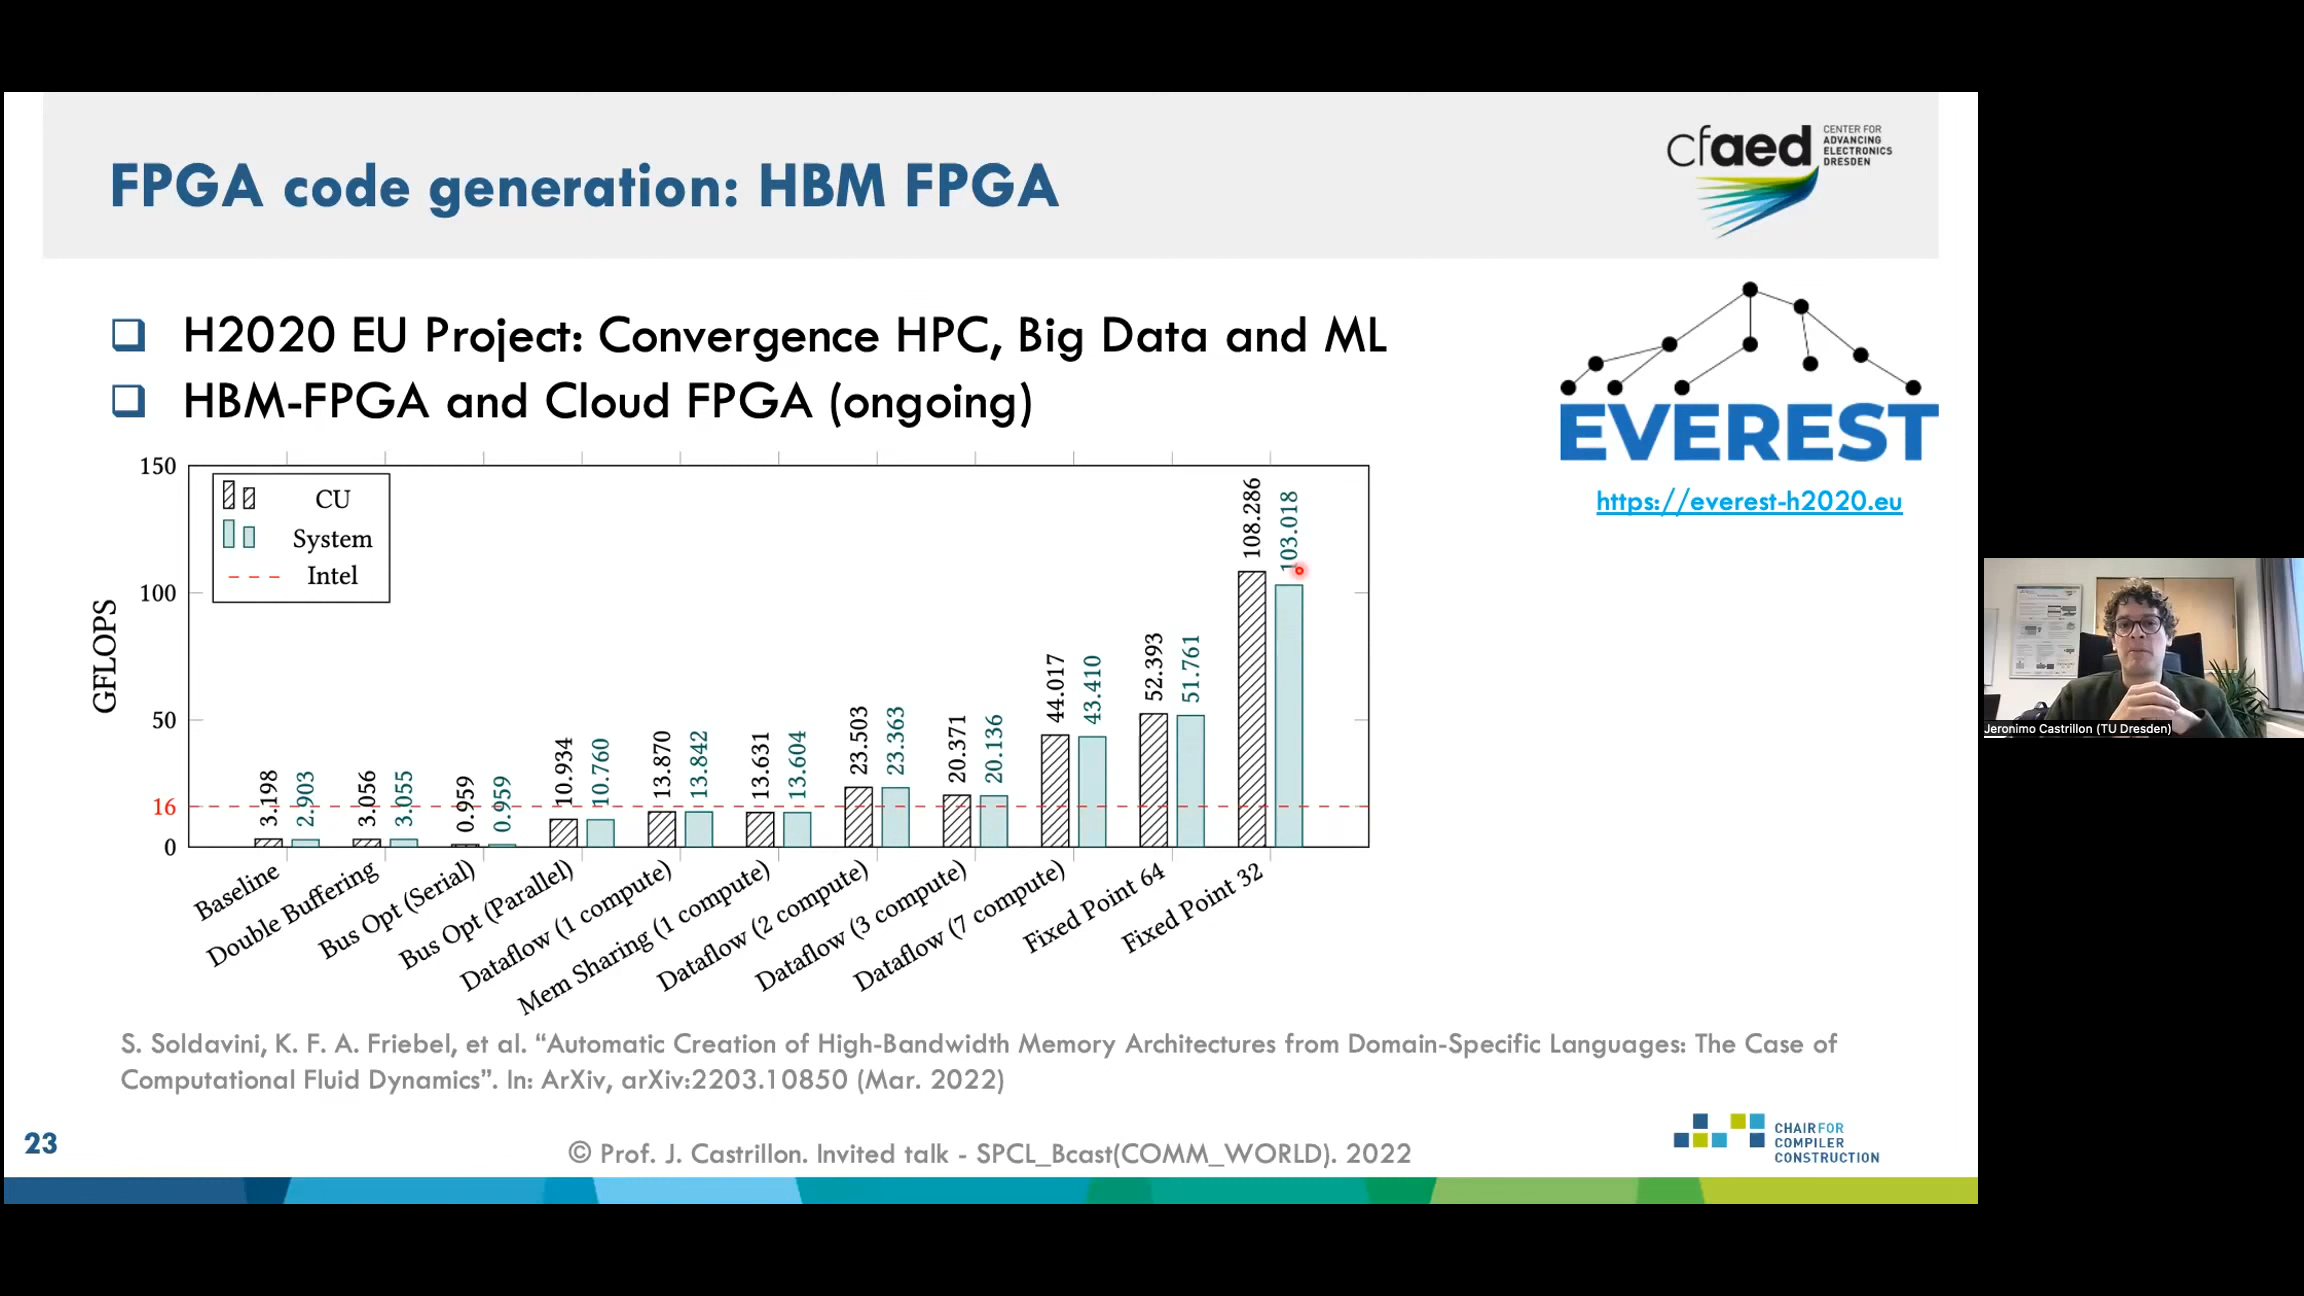 FPGA code generation: HBM FPGA
cfaed
CENTER FOR
ADVANCING
ELECTRONICS
DRESDEN
H2020 EU Project: Convergence HPC, Big Data and ML
HBM-FPGA and Cloud FPGA (ongoing)
EVEREST
https://everest-h2020.eu
GFLOPS
150
100
50
16
0
CU
System
Intel
3.198
2.903
3.056
3.055
0.959
0.959
10.934
10.760
13.870
13.842
13.631
13.604
23.503
23.363
20.371
20.136
44.017
43.410
52.393
51.761
108.286
103.018
Baseline
Double Buffering
Bus Opt (Serial)
Bus Opt (Parallel)
Dataflow (1 compute)
Mem Sharing (1 compute)
Dataflow (2 compute)
Dataflow (3 compute)
Dataflow (7 compute)
Fixed Point 64
Fixed Point 32
Jeronimo Castrillon (TU Dresden)
S. Soldavini, K. F. A. Friebel, et al. “Automatic Creation of High-Bandwidth Memory Architectures from Domain-Specific Languages: The Case of
Computational Fluid Dynamics”. In: ArXiv, arXiv:2203.10850 (Mar. 2022)
23
© Prof. J. Castrillon. Invited talk - SPCL_Bcast(COMM_WORLD). 2022
CHAIR FOR
COMPILER
CONSTRUCTION